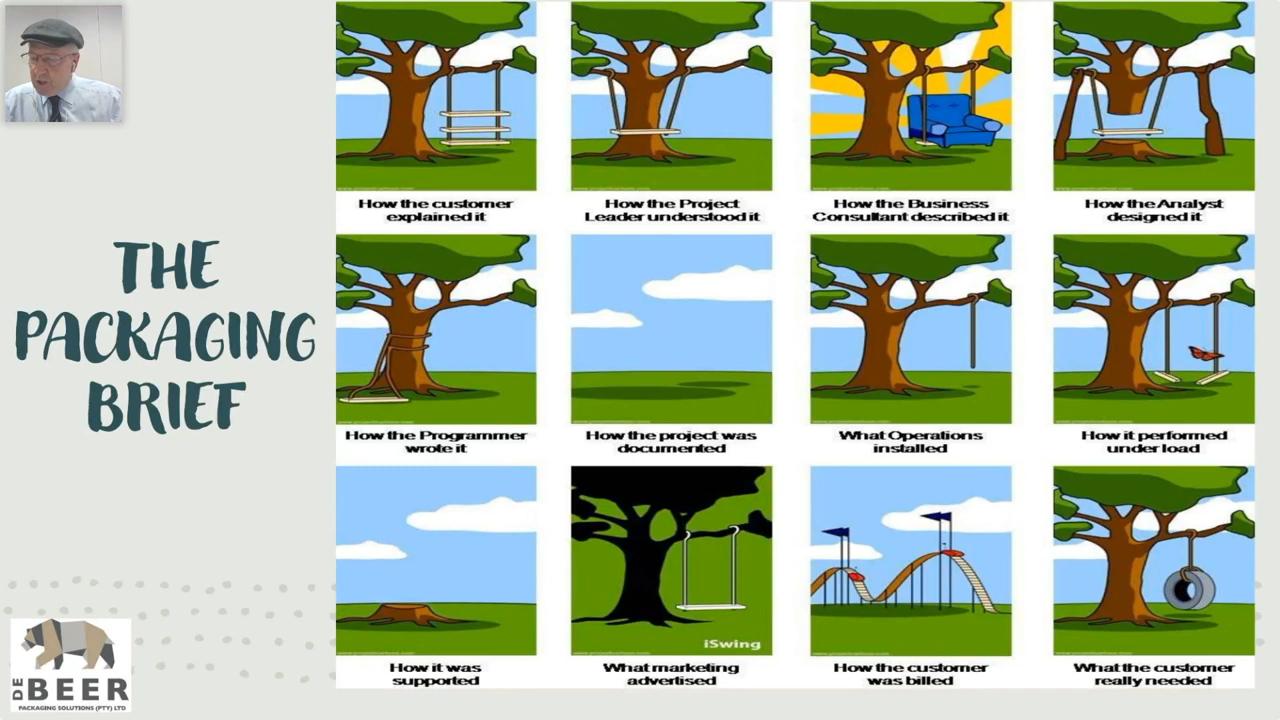 THE
PACKAGING
BRIEF
DE
BEER
PACKAGING SOLUTIONS (PTY) LTD
How the customer
explained it
How the Project
Leader understood it
How the Business
Consultant described it
How the Analyst
designed it
How the Programmer
wrote it
How the project was
documented
What Operations
installed
How it performed
under load
How it was
supported
iSwing
What marketing
advertised
How the customer
was billed
What the customer
really needed